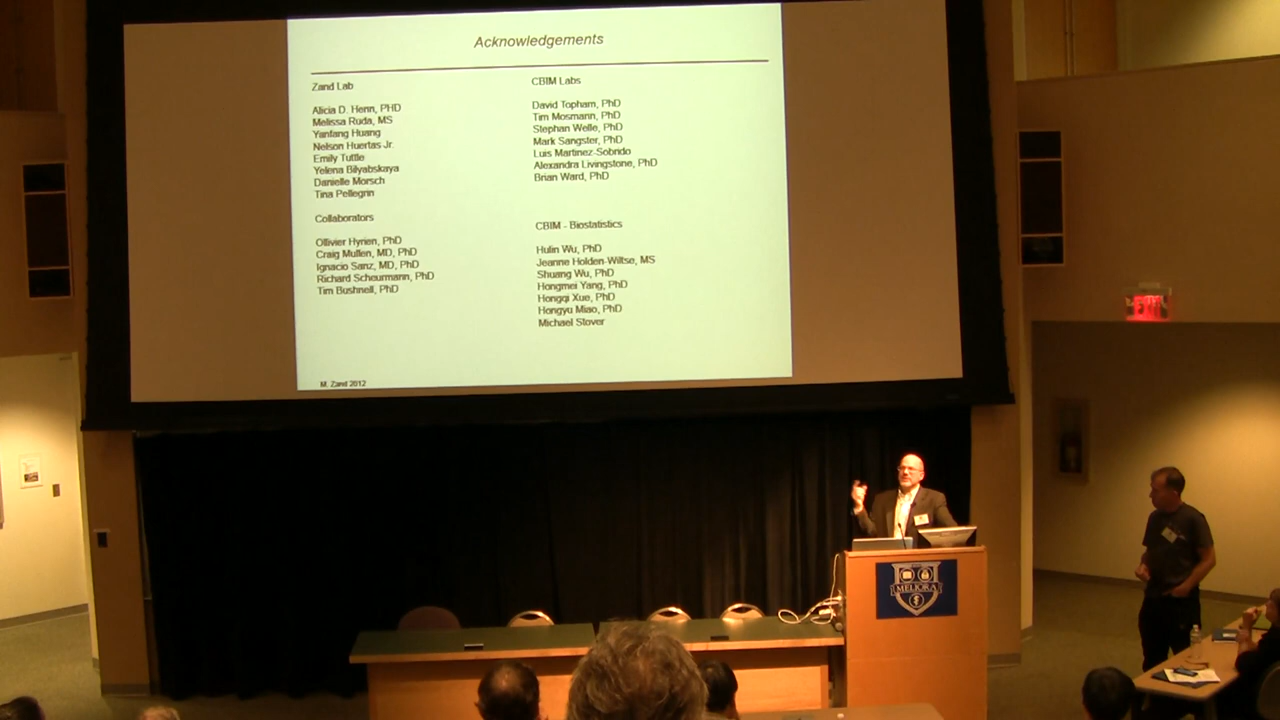 Acknowledgements
Zand Lab
Alicia D. Henn, PHD
Melissa Ruda, MS
Yanfang Huang
Nelson Huertas Jr.
Emily Tuttle
Yelena Bilyabskaya
Danielle Morsch
Tina Pellegrin
Collaborators
Ollivier Hyrien, PhD
Craig Mullen, MD, PhD
Ignacio Sanz, MD, PhD
Richard Scheurmann, PhD
Tim Bushnell, PhD
CBIM Labs
David Topham, PhD
Tim Mosmann, PhD
Stephan Welle, PhD
Mark Sangster, PhD
Luis Martinez-Sobrido
Alexandra Livingstone, PhD
Brian Ward, PhD
CBIM - Biostatistics
Hulin Wu, PhD
Jeanne Holden-Wiltse, MS
Shuang Wu, PhD
Hongmei Yang, PhD
Hongqi Xue, PhD
Hongyu Miao, PhD
Michael Stover
M. Zand 2012
EXIT
MELIORA